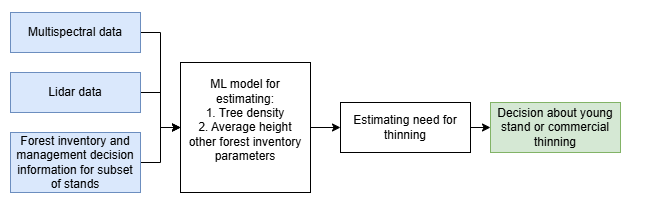 Multispectral data
Lidar data
Forest inventory and
management decision
information for subset
of stands
ML model for
estimating:
1. Tree density
2. Average height
other forest inventory
parameters
Estimating need for
thinning
Decision about young
stand or commercial
thinning